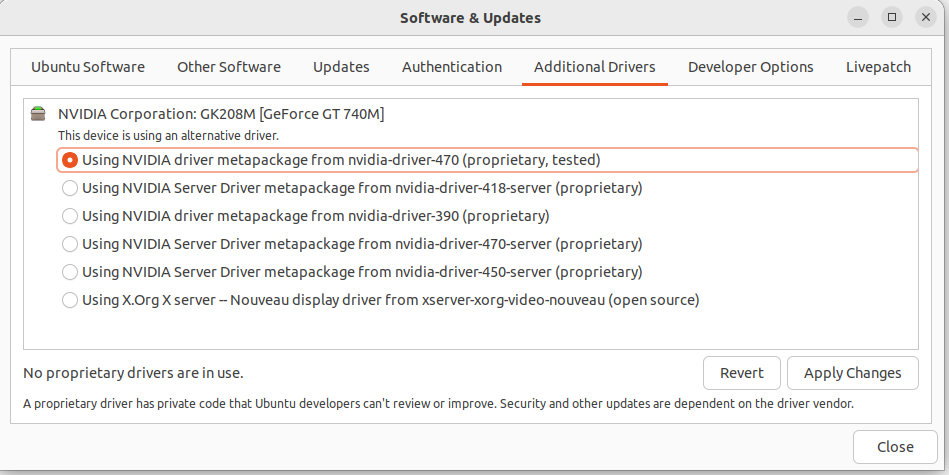 Software & Updates
Ubuntu Software Other Software Updates Authentication Additional Drivers Developer Options Livepatch
NVIDIA Corporation: GK208M [GeForce GT 740M]
This device is using an alternative driver.
Using NVIDIA driver metapackage from nvidia-driver-470 (proprietary, tested)
Using NVIDIA Server Driver metapackage from nvidia-driver-418-server (proprietary)
Using NVIDIA driver metapackage from nvidia-driver-390 (proprietary)
Using NVIDIA Server Driver metapackage from nvidia-driver-470-server (proprietary)
Using NVIDIA Server Driver metapackage from nvidia-driver-450-server (proprietary)
Using X.Org X server -- Nouveau display driver from xserver-xorg-video-nouveau (open source)
No proprietary drivers are in use. Revert Apply Changes
A proprietary driver has private code that Ubuntu developers can't review or improve. Security and other updates are dependent on the driver vendor.
Close